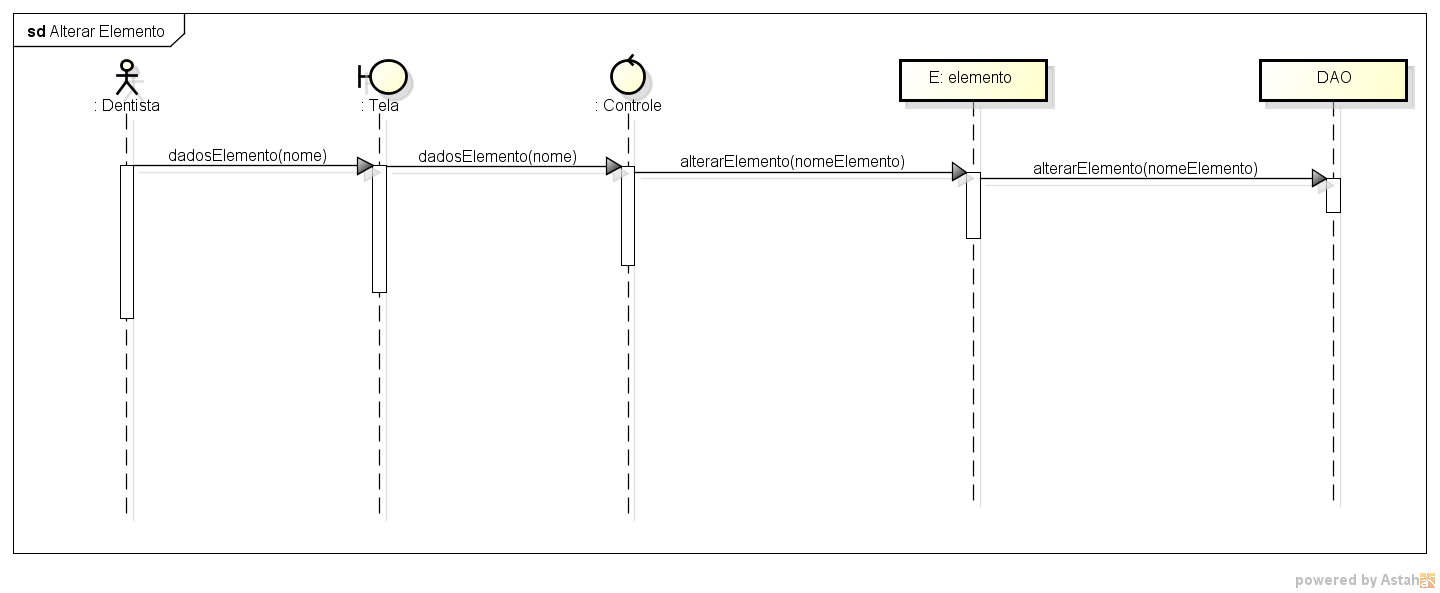 sd Alterar Elemento
: Dentista
: Tela
: Controle
E: elemento
DAO
dadosElemento(nome)
dadosElemento(nome)
alterarElemento(nomeElemento)
alterarElemento(nomeElemento)
powered by Astah